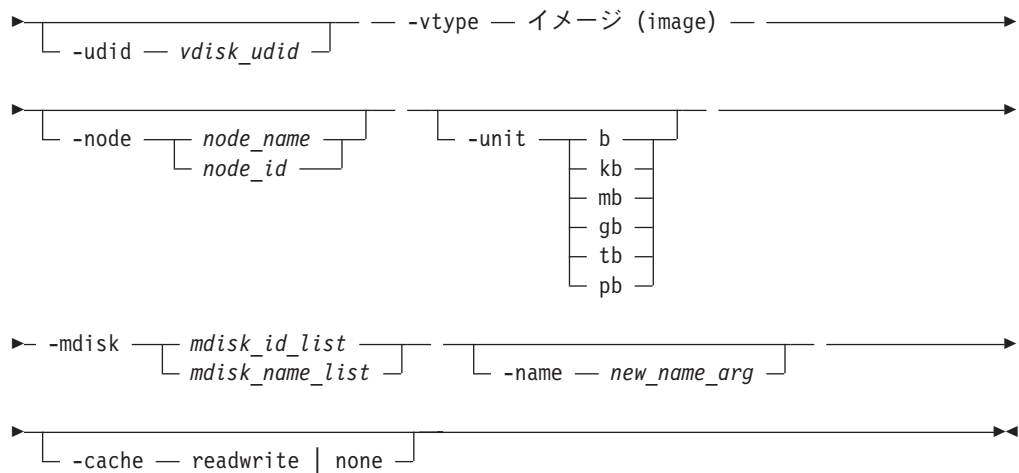 -vtype イメージ (image)
-udid vdisk_udid
-node node_name -unit b
node_id kb
mb
gb
tb
pb
-mdisk mdisk_id_list
mdisk_name_list -name new_name_arg
-cache readwrite | none